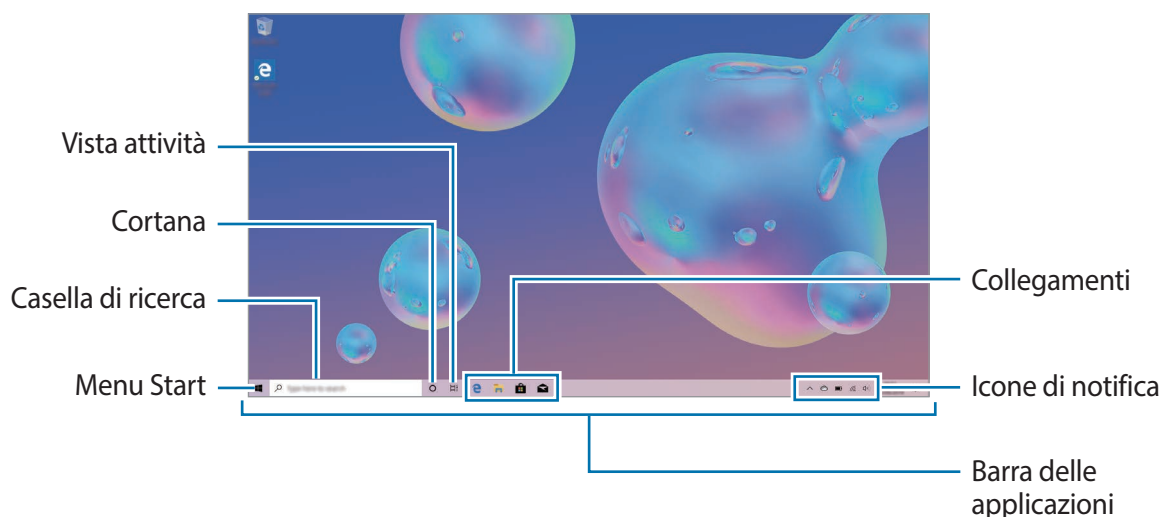 Vista attività
Cortana
Casella di ricerca
Menu Start
Collegamenti
Icone di notifica
Barra delle
applicazioni